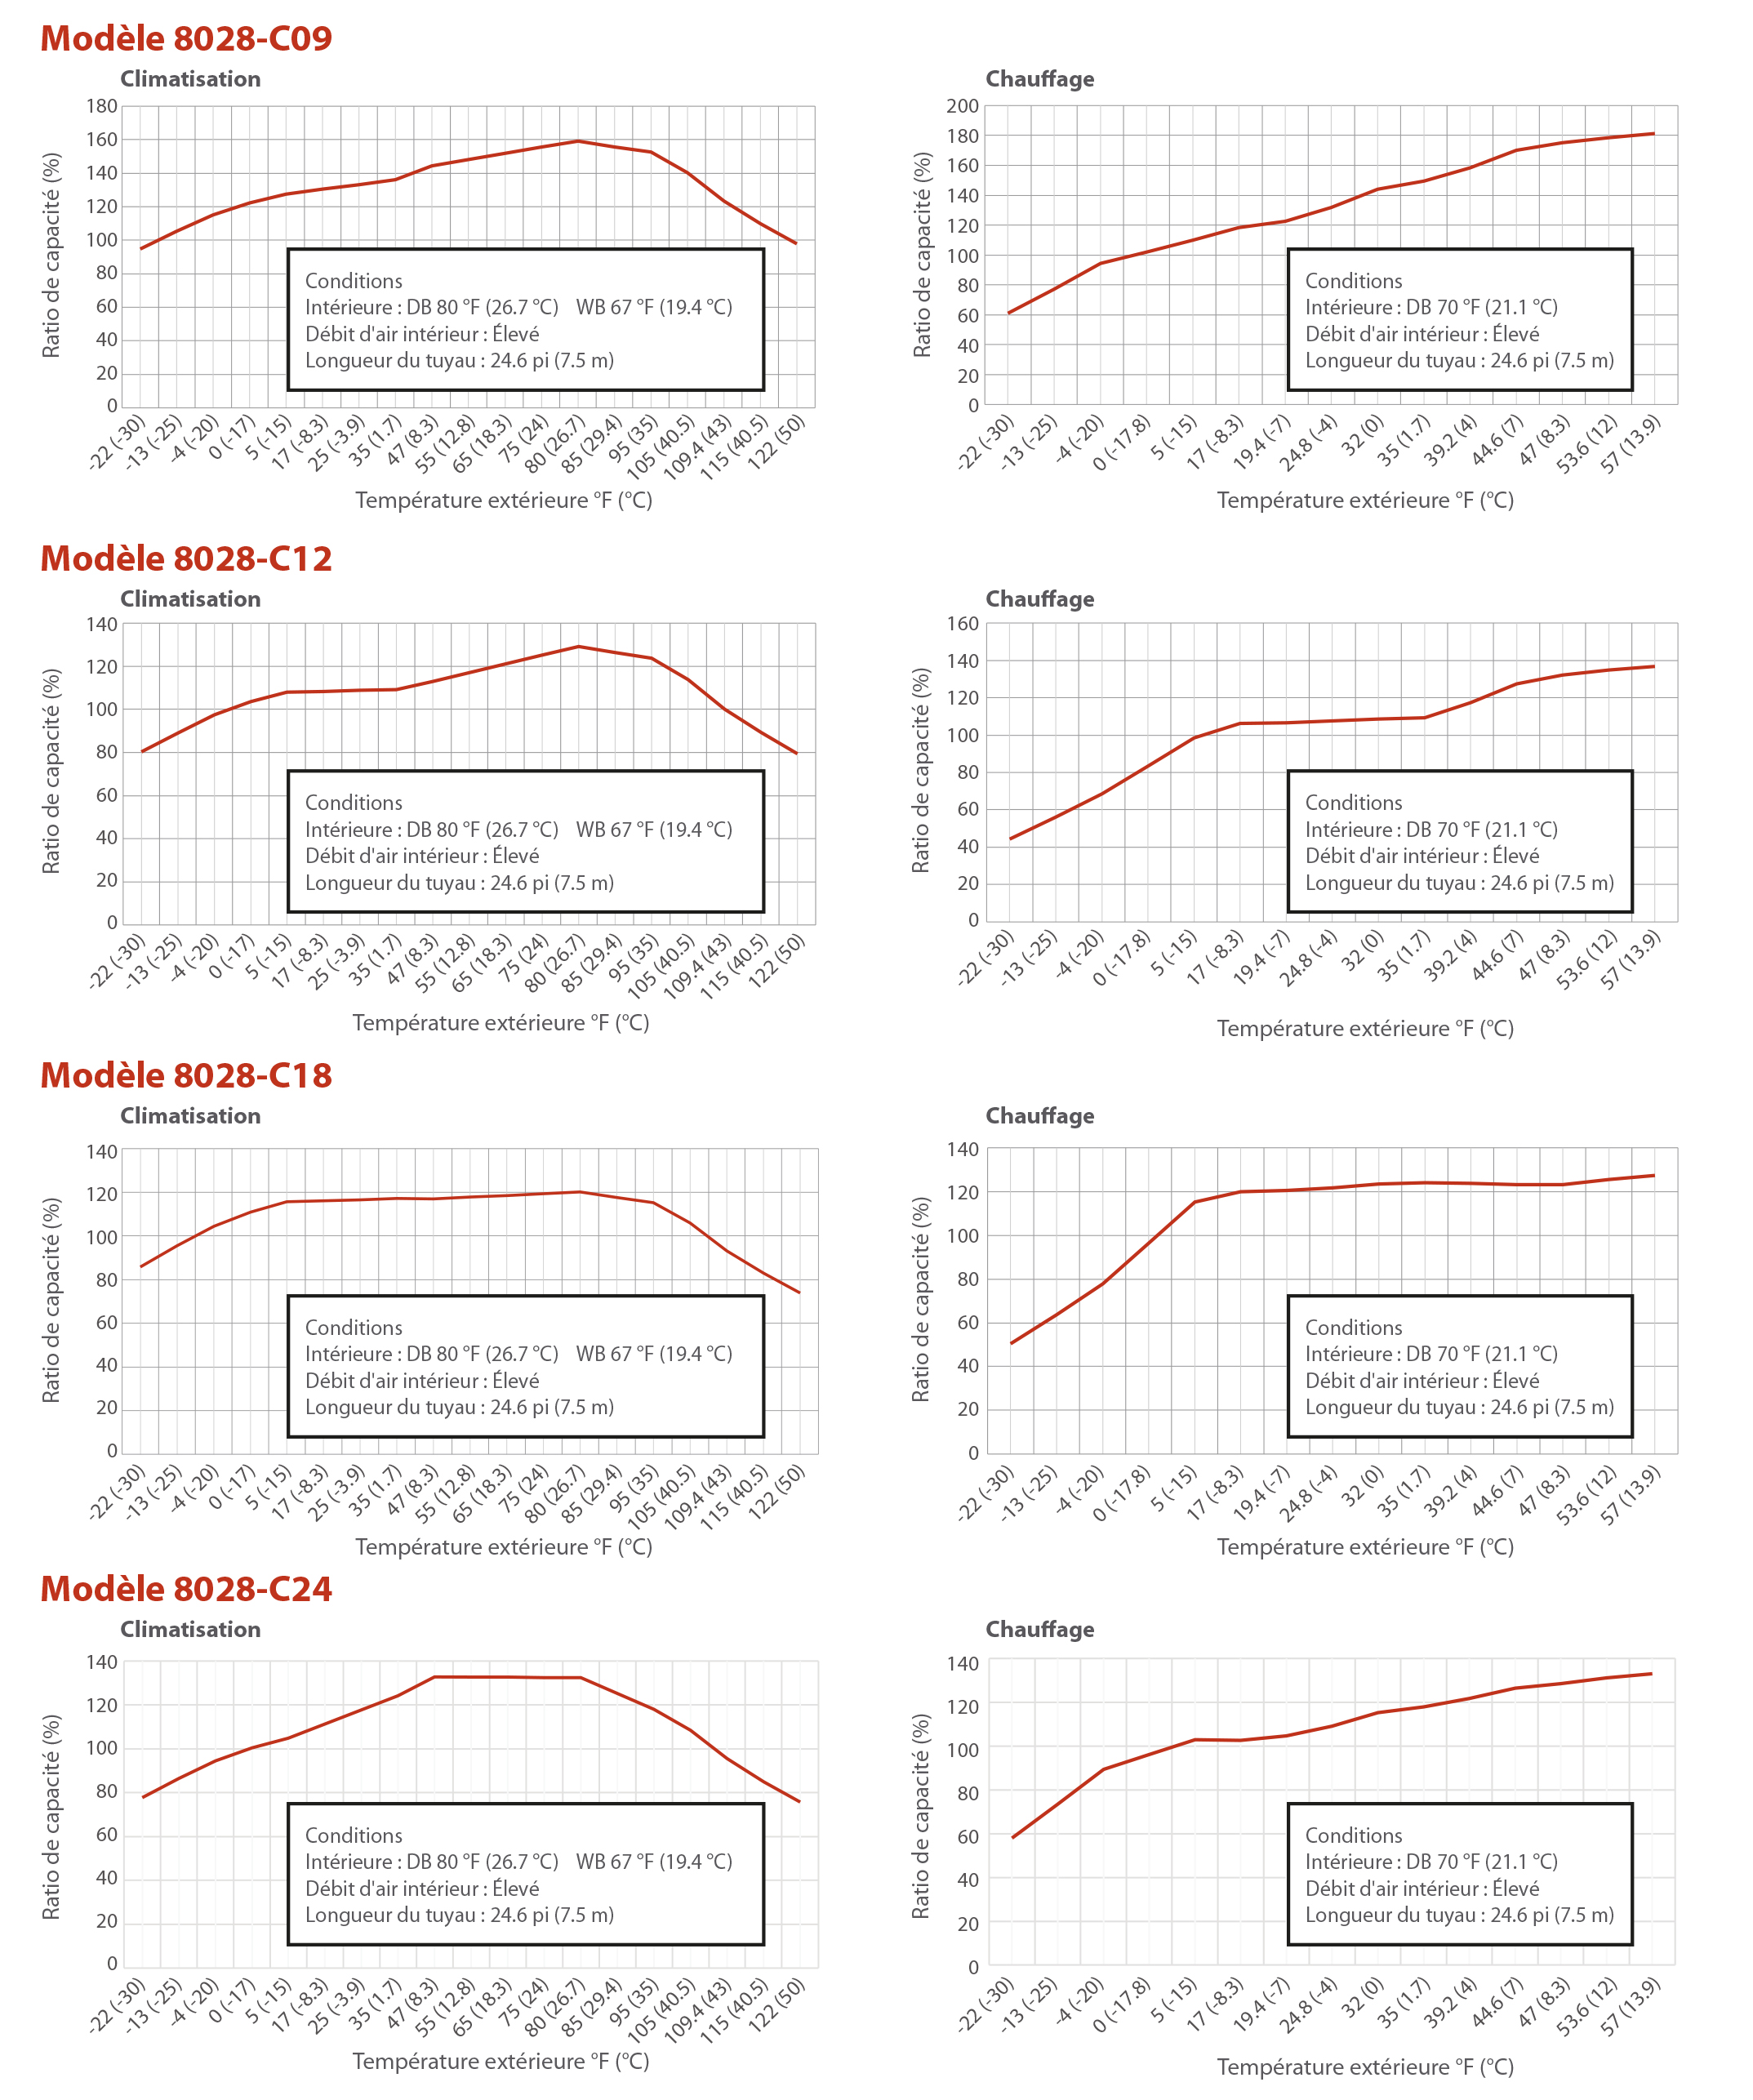 Modèle 8028-C09
Climatisation
Ratio de capacité (%)
180
160
140
120
100
80
60
40
20
0
Conditions
Intérieure : DB 80 °F (26.7 °C) WB 67 °F (19.4 °C)
Débit d'air intérieur : Élevé
Longueur du tuyau : 24.6 pi (7.5 m)
-22 (-30) -13 (-25) -4 (-20) 0 (-17) 5 (-15) 17 (-8.3) 25 (-3.9) 35 (1.7) 47 (8.3) 55 (12.8) 65 (18.3) 75 (24) 80 (26.7) 85 (29.4) 95 (35) 105 (40.5) 109.4 (43) 115 (40.5) 122 (50)
Température extérieure °F (°C)
Chauffage
Ratio de capacité (%)
200
180
160
140
120
100
80
60
40
20
0
Conditions
Intérieure : DB 70 °F (21.1 °C)
Débit d'air intérieur : Élevé
Longueur du tuyau : 24.6 pi (7.5 m)
-22 (-30) -13 (-25) -4 (-20) 0 (-17.8) 5 (-15) 17 (-8.3) 19.4 (-7) 24.8 (-4) 32 (0) 35 (1.7) 39.2 (4) 44.6 (7) 47 (8.3) 53.6 (12) 57 (13.9)
Température extérieure °F (°C)
Modèle 8028-C12
Climatisation
Ratio de capacité (%)
140
120
100
80
60
40
20
0
Conditions
Intérieure : DB 80 °F (26.7 °C) WB 67 °F (19.4 °C)
Débit d'air intérieur : Élevé
Longueur du tuyau : 24.6 pi (7.5 m)
-22 (-30) -13 (-25) -4 (-20) 0 (-17) 5 (-15) 17 (-8.3) 25 (-3.9) 35 (1.7) 47 (8.3) 55 (12.8) 65 (18.3) 75 (24) 80 (26.7) 85 (29.4) 95 (35) 105 (40.5) 109.4 (43) 115 (40.5) 122 (50)
Température extérieure °F (°C)
Chauffage
Ratio de capacité (%)
160
140
120
100
80
60
40
20
0
Conditions
Intérieure : DB 70 °F (21.1 °C)
Débit d'air intérieur : Élevé
Longueur du tuyau : 24.6 pi (7.5 m)
-22 (-30) -13 (-25) -4 (-20) 0 (-17.8) 5 (-15) 17 (-8.3) 19.4 (-7) 24.8 (-4) 32 (0) 35 (1.7) 39.2 (4) 44.6 (7) 47 (8.3) 53.6 (12) 57 (13.9)
Température extérieure °F (°C)
Modèle 8028-C18
Climatisation
Ratio de capacité (%)
140
120
100
80
60
40
20
0
Conditions
Intérieure : DB 80 °F (26.7 °C) WB 67 °F (19.4 °C)
Débit d'air intérieur : Élevé
Longueur du tuyau : 24.6 pi (7.5 m)
-22 (-30) -13 (-25) -4 (-20) 0 (-17) 5 (-15) 17 (-8.3) 25 (-3.9) 35 (1.7) 47 (8.3) 55 (12.8) 65 (18.3) 75 (24) 80 (26.7) 85 (29.4) 95 (35) 105 (40.5) 109.4 (43) 115 (40.5) 122 (50)
Température extérieure °F (°C)
Chauffage
Ratio de capacité (%)
140
120
100
80
60
40
20
0
Conditions
Intérieure : DB 70 °F (21.1 °C)
Débit d'air intérieur : Élevé
Longueur du tuyau : 24.6 pi (7.5 m)
-22 (-30) -13 (-25) -4 (-20) 0 (-17.8) 5 (-15) 17 (-8.3) 19.4 (-7) 24.8 (-4) 32 (0) 35 (1.7) 39.2 (4) 44.6 (7) 47 (8.3) 53.6 (12) 57 (13.9)
Température extérieure °F (°C)
Modèle 8028-C24
Climatisation
Ratio de capacité (%)
140
120
100
80
60
40
20
0
Conditions
Intérieure : DB 80 °F (26.7 °C) WB 67 °F (19.4 °C)
Débit d'air intérieur : Élevé
Longueur du tuyau : 24.6 pi (7.5 m)
-22 (-30) -13 (-25) -4 (-20) 0 (-17) 5 (-15) 17 (-8.3) 25 (-3.9) 35 (1.7) 47 (8.3) 55 (12.8) 65 (18.3) 75 (24) 80 (26.7) 85 (29.4) 95 (35) 105 (40.5) 109.4 (43) 115 (40.5) 122 (50)
Température extérieure °F (°C)
Chauffage
Ratio de capacité (%)
140
120
100
80
60
40
20
0
Conditions
Intérieure : DB 70 °F (21.1 °C)
Débit d'air intérieur : Élevé
Longueur du tuyau : 24.6 pi (7.5 m)
-22 (-30) -13 (-25) -4 (-20) 0 (-17.8) 5 (-15) 17 (-8.3) 19.4 (-7) 24.8 (-4) 32 (0) 35 (1.7) 39.2 (4) 44.6 (7) 47 (8.3) 53.6 (12) 57 (13.9)
Température extérieure °F (°C)